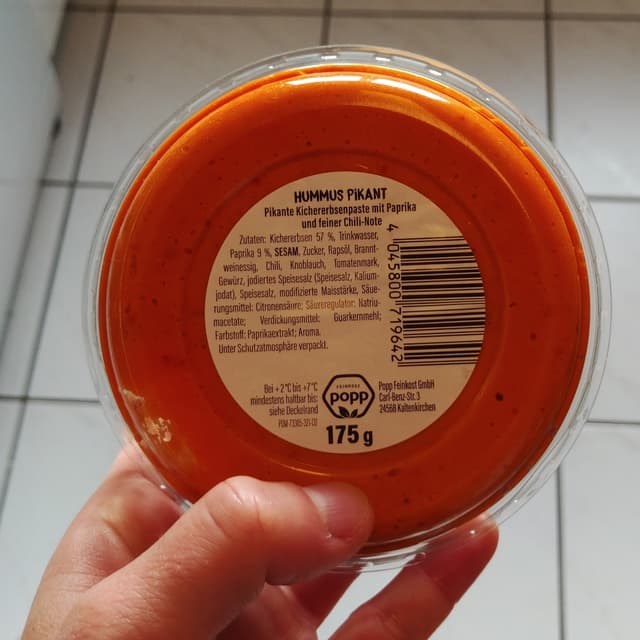 HUMMUS PiKANT
Pikante Kichererbsenpaste mit Paprika
und feiner Chili-Note
Zutaten: Kichererbsen 57 %, Trinkwasser,
Paprika 9 %, SESAM, Zucker, Rapsöl, Brannt-
weinessig, Chili, Knoblauch, Tomatenmark,
Gewürz, jodiertes Speisesalz (Speisesalz, Kalium-
jodat), Speisesalz, modifizierte Maisstärke, Säue-
rungsmittel: Citronensäure; Säureregulator: Natriu-
macetate; Verdickungsmittel: Guarkernmehl;
Farbstoff: Paprikaextrakt; Aroma.
Unter Schutzatmosphäre verpackt.
4 045800 719642
Bei +2°C bis +7°C
mindestens haltbar bis:
siehe Deckelrand
FEINKOST
popp
Popp Feinkost GmbH
Carl-Benz-Str. 3
24568 Kaltenkirchen
175 g